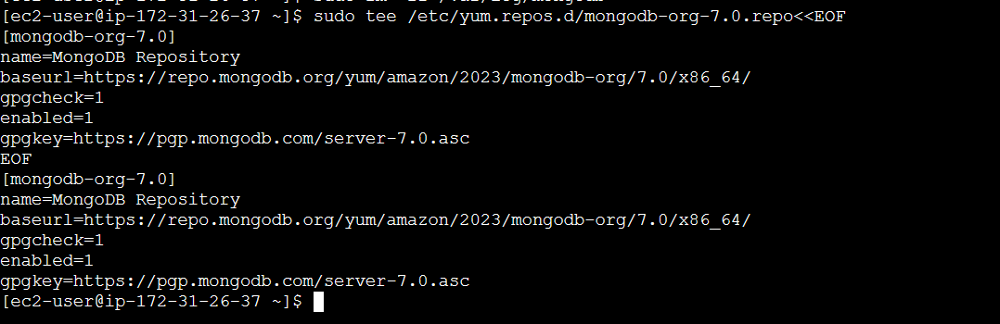 [ec2-user@ip-172-31-26-37 ~]$ sudo tee /etc/yum.repos.d/mongodb-org-7.0.repo<<EOF
[mongodb-org-7.0]
name=MongoDB Repository
baseurl=https://repo.mongodb.org/yum/amazon/2023/mongodb-org/7.0/x86_64/
gpgcheck=1
enabled=1
gpgkey=https://pgp.mongodb.com/server-7.0.asc
EOF
[mongodb-org-7.0]
name=MongoDB Repository
baseurl=https://repo.mongodb.org/yum/amazon/2023/mongodb-org/7.0/x86_64/
gpgcheck=1
enabled=1
gpgkey=https://pgp.mongodb.com/server-7.0.asc
[ec2-user@ip-172-31-26-37 ~]$